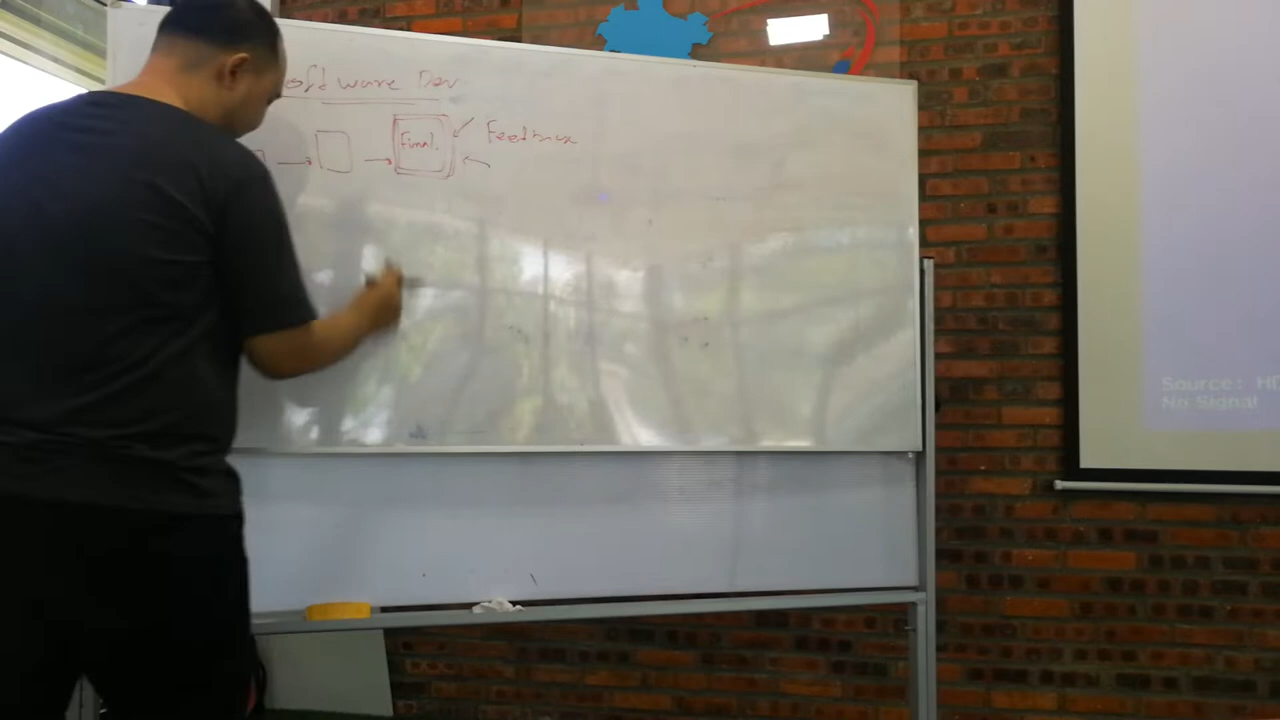 oftware Dev
Final.
Feedback
Source: HD
No Signal